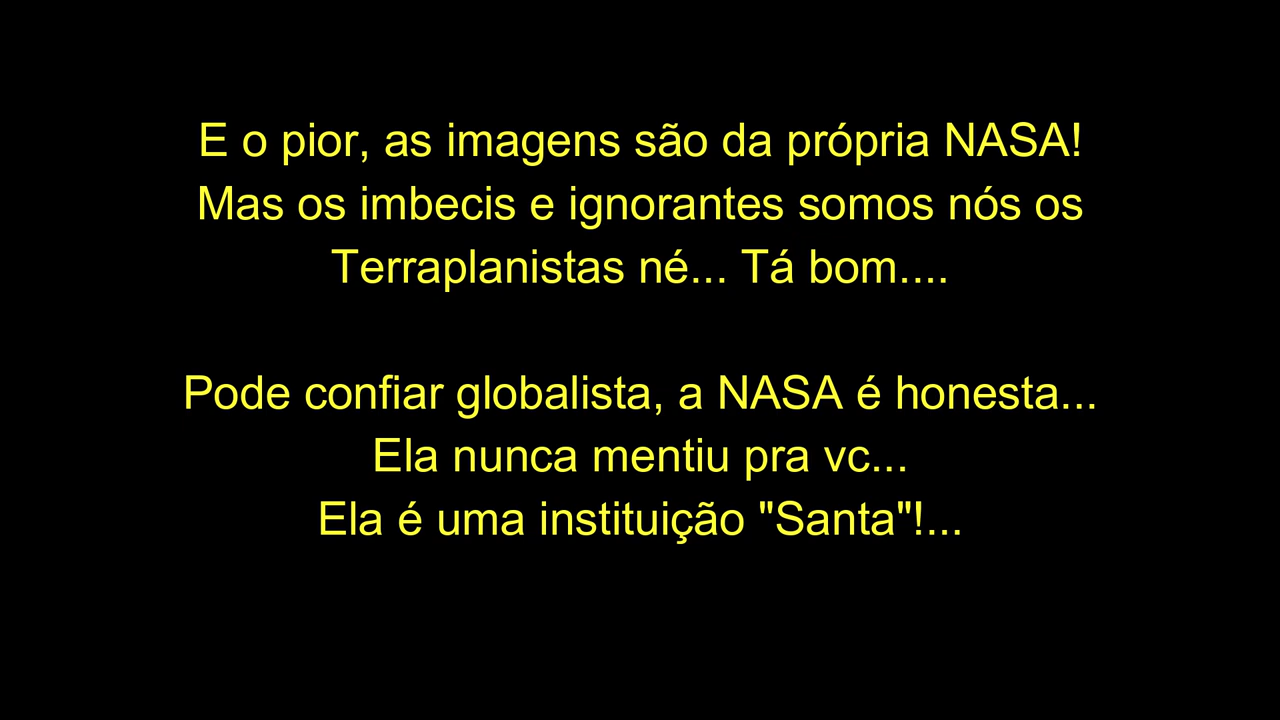 E o pior, as imagens são da própria NASA!
Mas os imbecis e ignorantes somos nós os
Terraplanistas né... Tá bom....
Pode confiar globalista, a NASA é honesta...
Ela nunca mentiu pra vc...
Ela é uma instituição "Santa"!...